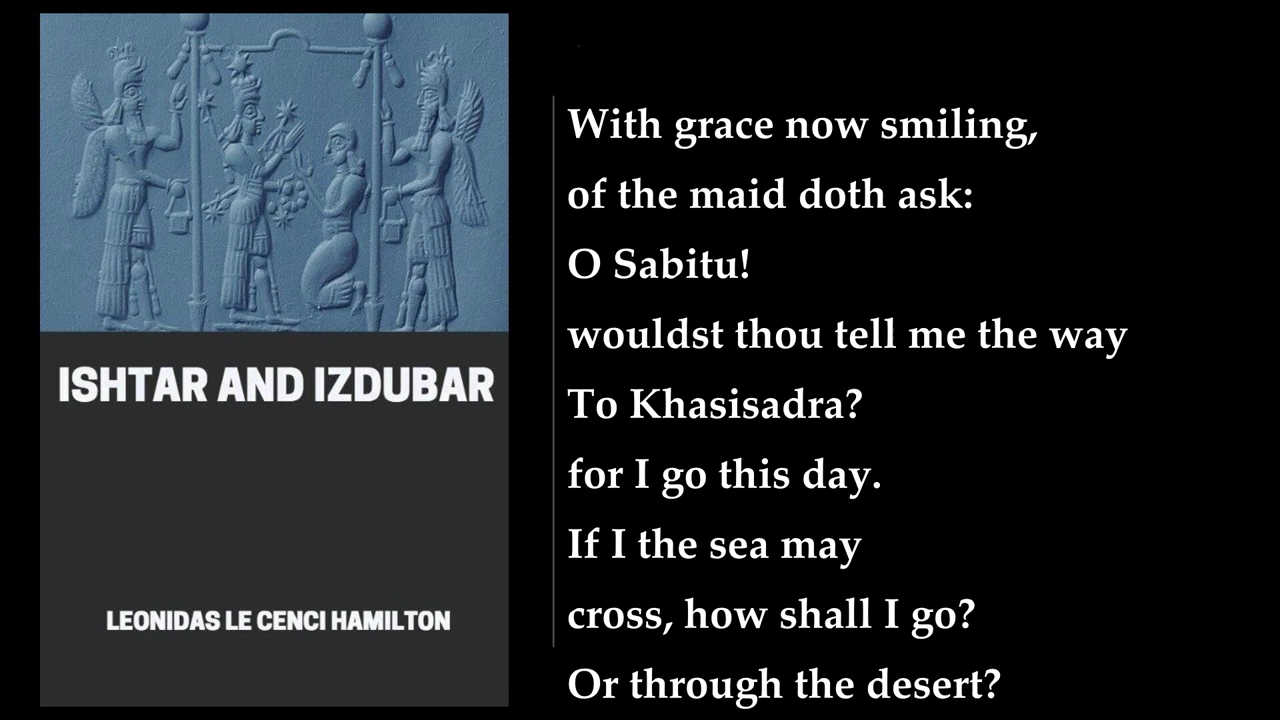 ISHTAR AND IZDUBAR
LEONIDAS LE CENCI HAMILTON
With grace now smiling,
of the maid doth ask:
O Sabitu!
wouldst thou tell me the way
To Khasisadra?
for I go this day.
If I the sea may
cross, how shall I go?
Or through the desert?